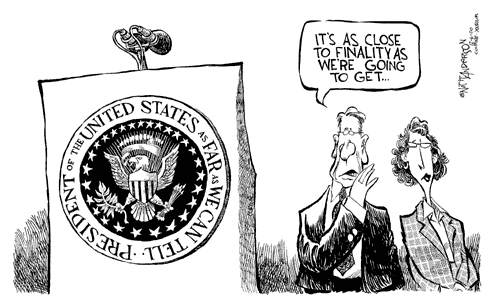 IT'S AS CLOSE
TO FINALITY AS
WE'RE GOING
TO GET...
PRESIDENT OF THE UNITED STATES AS FAR AS WE CAN TELL